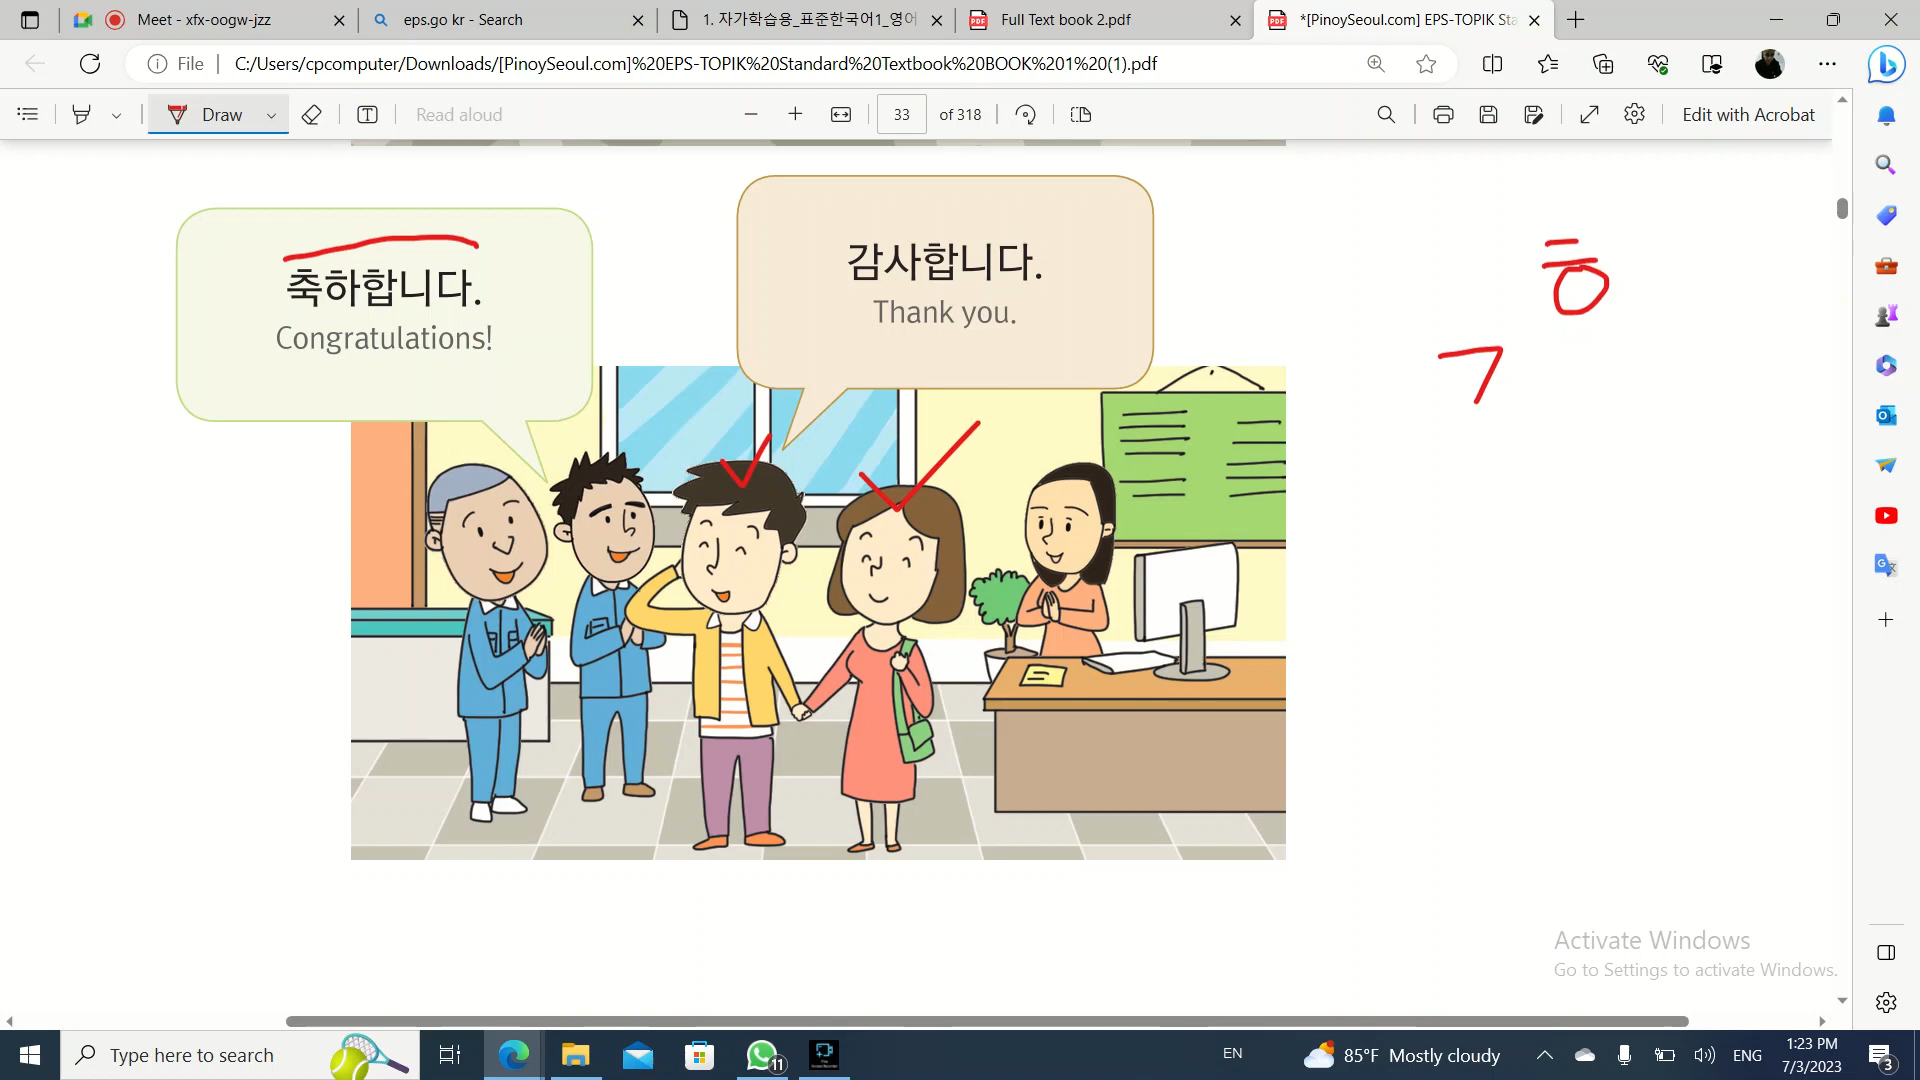 Meet - xfx-oogw-jzz
eps.go kr - Search
1. 자가학습용_표준한국어1_영어
Full Text book 2.pdf
*[PinoySeoul.com] EPS-TOPIK Sta
File
C:/Users/cpcomputer/Downloads/[PinoySeoul.com]%20EPS-TOPIK%20Standard%20Textbook%20BOOK%201%20(1).pdf
Draw
Read aloud
33
of 318
Edit with Acrobat
축하합니다.
Congratulations!
감사합니다.
Thank you.
ㅎ
ㄱ
Activate Windows
Go to Settings to activate Windows.
Type here to search
11
EN
85°F Mostly cloudy
ENG
1:23 PM
7/3/2023
3